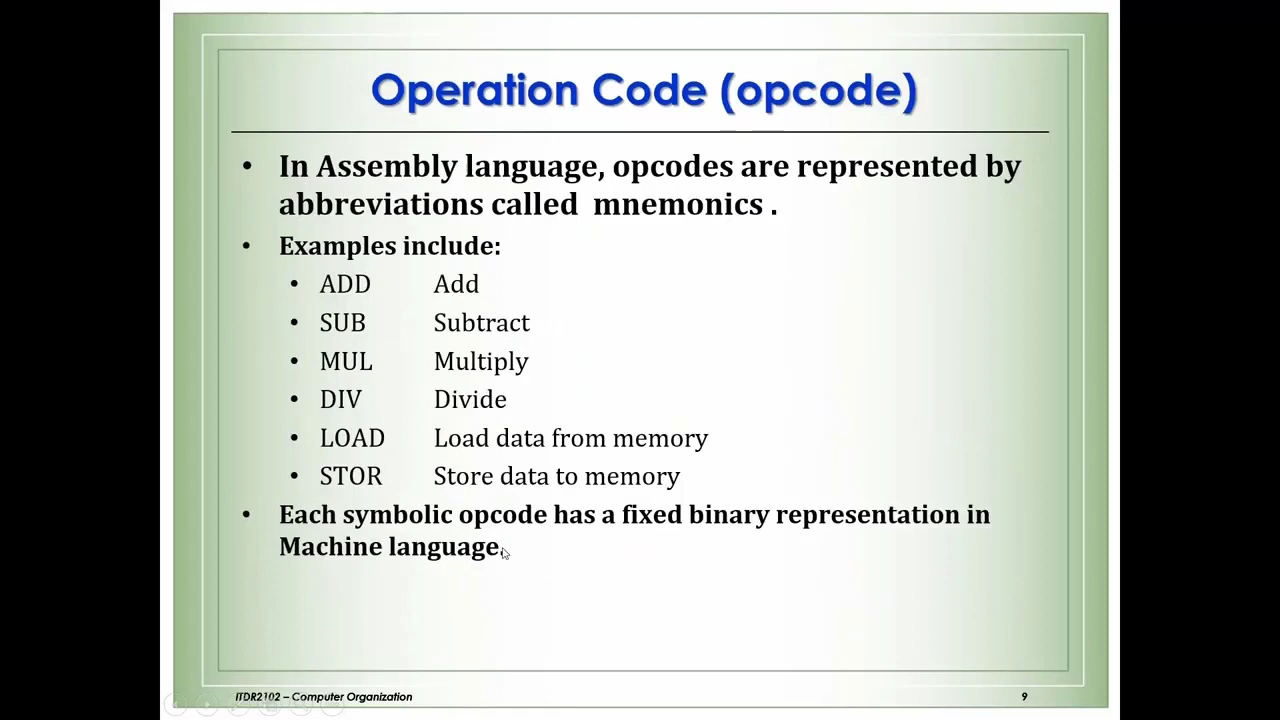 Operation Code (opcode)
• In Assembly language, opcodes are represented by
abbreviations called mnemonics .
• Examples include:
• ADD Add
• SUB Subtract
• MUL Multiply
• DIV Divide
• LOAD Load data from memory
• STOR Store data to memory
• Each symbolic opcode has a fixed binary representation in
Machine language.
ITDR2102 – Computer Organization 9